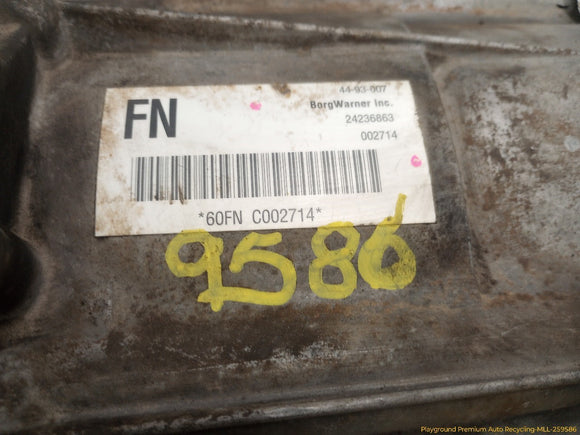 FN
44-93-007
BorgWarner Inc.
24236863
002714
*60FN C002714*
9586
Playground Premium Auto Recycling-MLL-259586